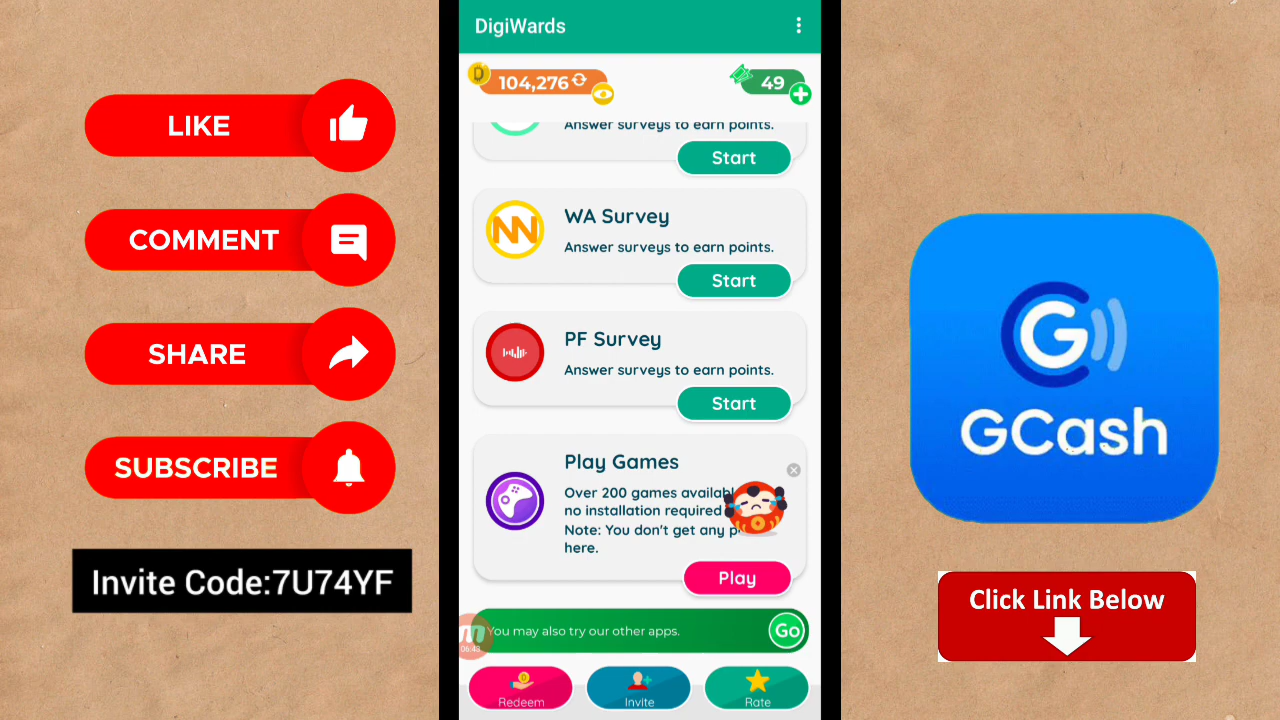 LIKE
COMMENT
SHARE
SUBSCRIBE
Invite Code:7U74YF
DigiWards
104,276
49
Answer surveys to earn points.
Start
WA Survey
Answer surveys to earn points.
Start
PF Survey
Answer surveys to earn points.
Start
Play Games
Over 200 games
no installation required
Note: You don't get any
here.
Play
You may also try our other apps.
Go
06:43
Redeem
Invite
Rate
G
GCash
Click Link Below